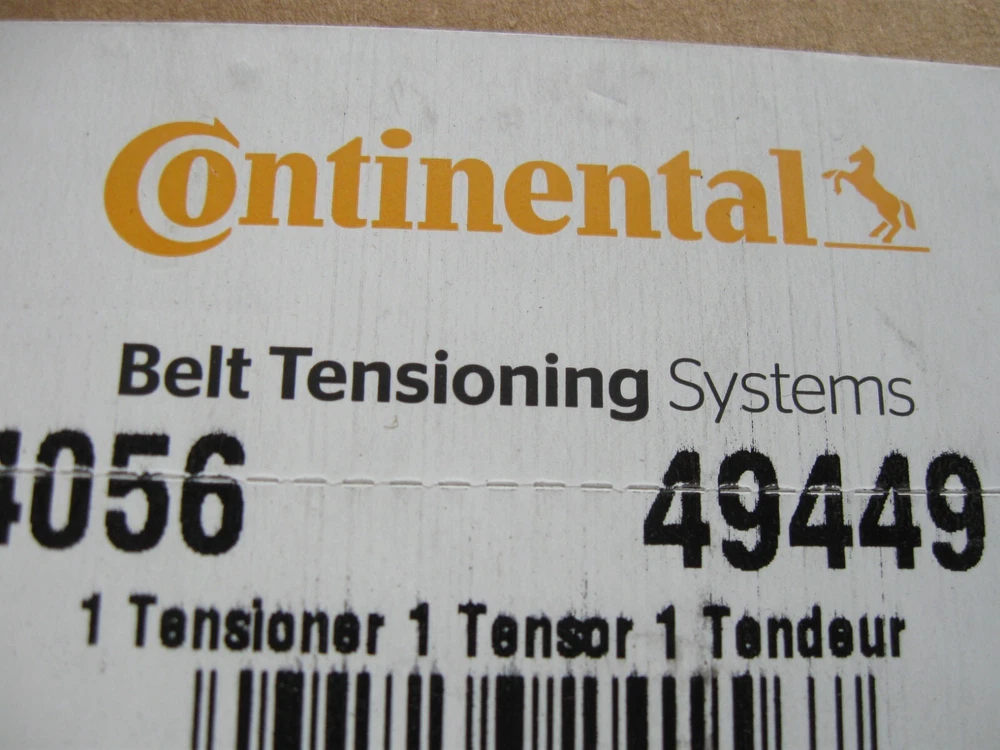 Continental
Belt Tensioning Systems
4056 49449
1 Tensioner 1 Tensor 1 Tendeur